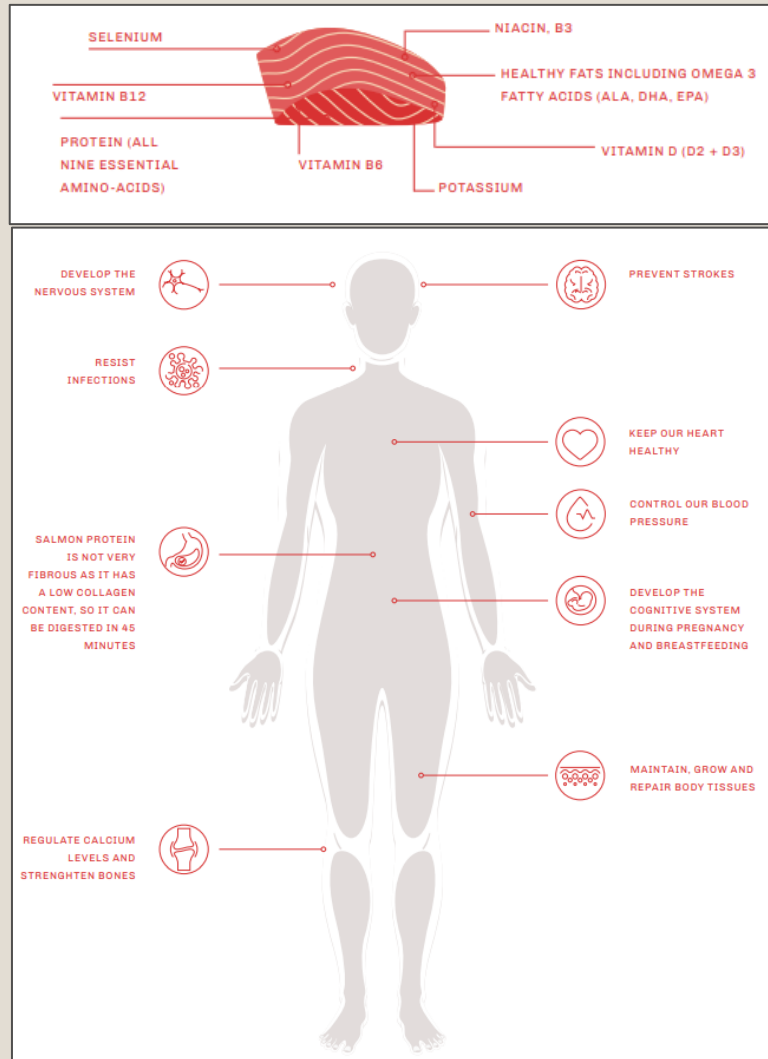 SELENIUM
NIACIN, B3
VITAMIN B12
HEALTHY FATS INCLUDING OMEGA 3
FATTY ACIDS (ALA, DHA, EPA)
PROTEIN (ALL
NINE ESSENTIAL
AMINO-ACIDS)
VITAMIN B6
VITAMIN D (D2 + D3)
POTASSIUM
DEVELOP THE
NERVOUS SYSTEM
PREVENT STROKES
RESIST
INFECTIONS
KEEP OUR HEART
HEALTHY
CONTROL OUR BLOOD
PRESSURE
SALMON PROTEIN
IS NOT VERY
FIBROUS AS IT HAS
A LOW COLLAGEN
CONTENT, SO IT CAN
BE DIGESTED IN 45
MINUTES
DEVELOP THE
COGNITIVE SYSTEM
DURING PREGNANCY
AND BREASTFEEDING
MAINTAIN, GROW AND
REPAIR BODY TISSUES
REGULATE CALCIUM
LEVELS AND
STRENGHTEN BONES